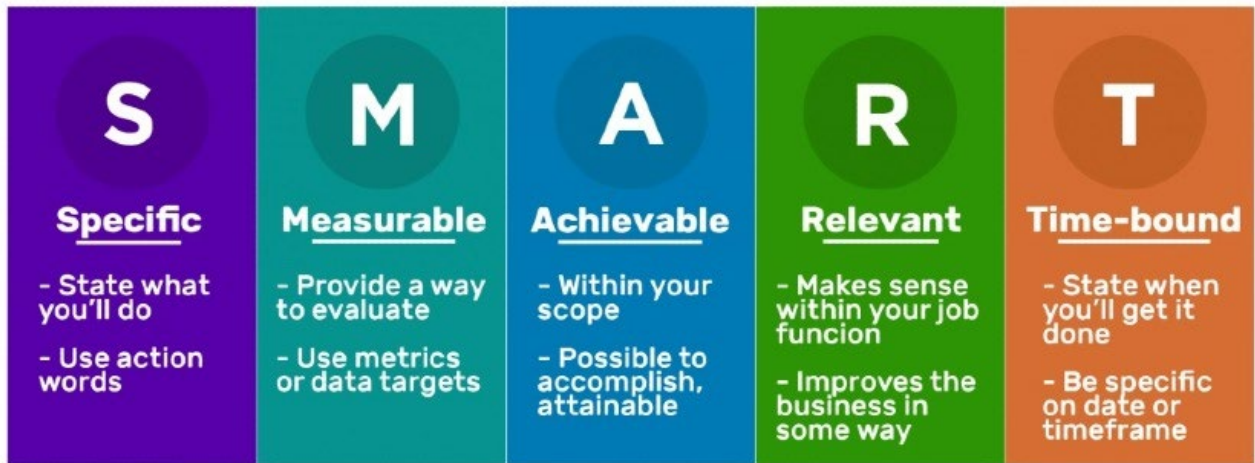 S
Specific
- State what
you'll do
- Use action
words
M
Measurable
- Provide a way
to evaluate
- Use metrics
or data targets
A
Achievable
- Within your
scope
- Possible to
accomplish,
attainable
R
Relevant
- Makes sense
within your job
funcion
- Improves the
business in
some way
T
Time-bound
- State when
you'll get it
done
- Be specific
on date or
timeframe